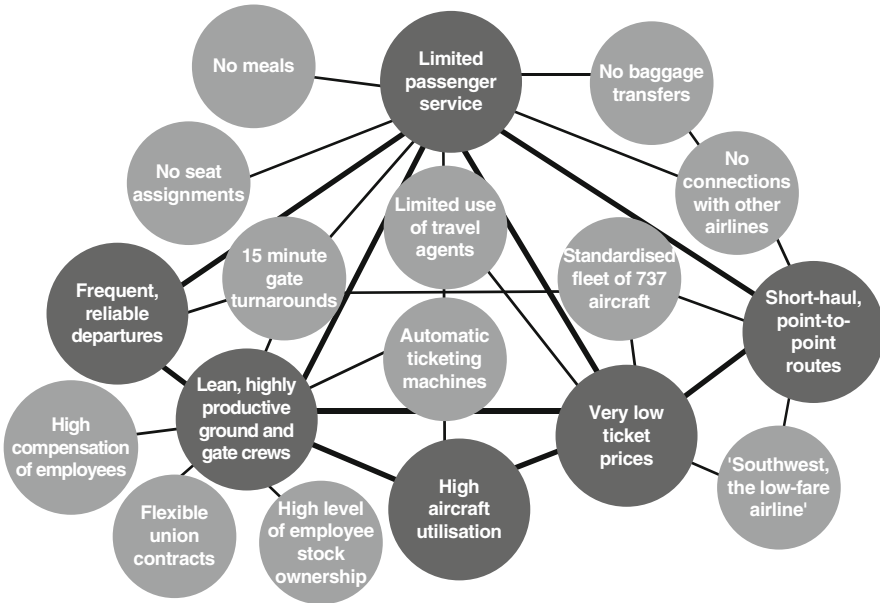 Limited
passenger
service
No meals
No baggage
transfers
No seat
assignments
No
connections
with other
airlines
Limited use
of travel
agents
15 minute
gate
turnarounds
Standardised
fleet of 737
aircraft
Frequent,
reliable
departures
Short-haul,
point-to-
point
routes
Automatic
ticketing
machines
Lean, highly
productive
ground and
gate crews
Very low
ticket
prices
High
compensation
of employees
High
aircraft
utilisation
'Southwest,
the low-fare
airline'
Flexible
union
contracts
High level
of employee
stock
ownership